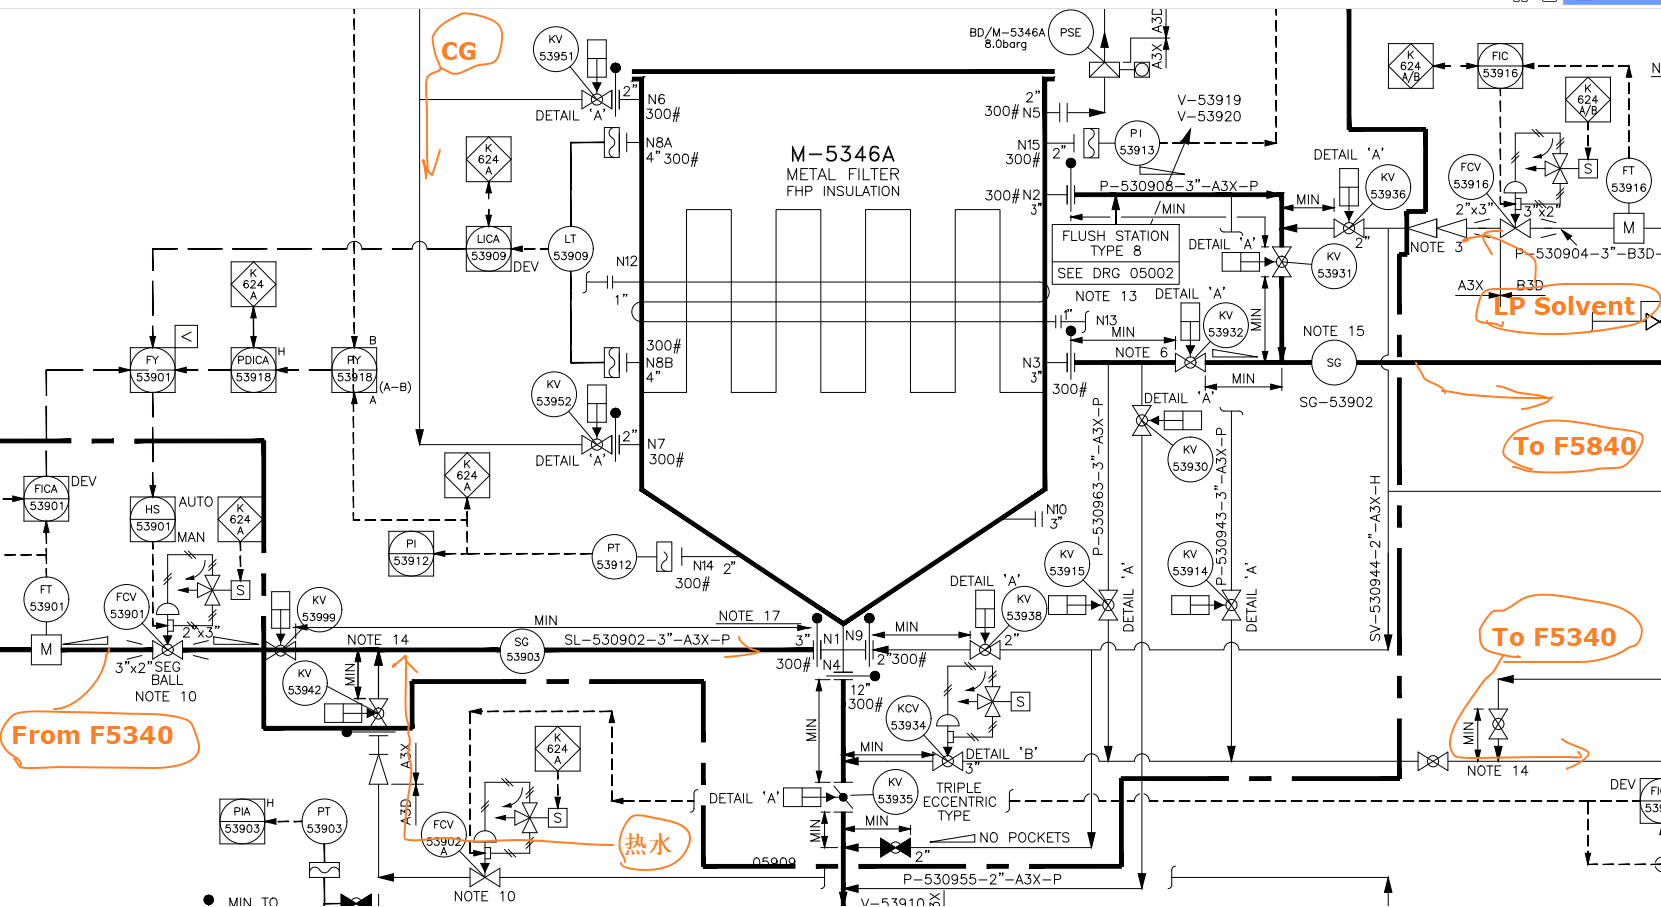 CG
KV
53951
2"
N6
300#
DETAIL 'A'
N8A
4" 300#
K
624
A
LICA
53909
DEV
LT
53909
N12
1"
K
624
A
FY
53901
<
PDICA
53918
H
53918
B
A
(A-B)
300#
N8B
4"
KV
53952
2"
N7
300#
DETAIL 'A'
M-5346A
METAL FILTER
FHP INSULATION
BD/M-5346A
8.0barg
PSE
A3X
A3D
2"
300# N5
N15
300#
2"
PI
53913
V-53919
V-53920
300# N2
3"
P-530908-3"-A3X-P
/MIN
FLUSH STATION
TYPE 8
SEE DRG 05002
DETAIL 'A'
KV
53931
MIN
DETAIL 'A'
KV
53936
2"
NOTE 13
DETAIL 'A'
1"
N13
MIN
KV
53932
MIN
NOTE 6
N3
3"
300#
MIN
NOTE 15
SG
SG-53902
K
624
A/B
FIC
53916
K
624
A/B
S
FCV
53916
2"x3"
3"x2"
FT
53916
M
NOTE 3
P-530904-3"-B3D-
A3X
B3D
LP Solvent
To F5840
DETAIL 'A'
KV
53930
P-530963-3"-A3X-P
P-530943-3"-A3X-P
SV-530944-2"-A3X-H
FICA
53901
DEV
HS
53901
AUTO
MAN
K
624
A
K
624
A
PI
53912
PT
53912
N14 2"
300#
N10
3"
KV
53915
DETAIL 'A'
KV
53914
DETAIL 'A'
FT
53901
M
FCV
53901
S
2"x3"
3"x2"
SEG
BALL
NOTE 10
KV
53999
MIN
NOTE 17
NOTE 14
SL-530902-3"-A3X-P
SG
53903
MIN
KV
53942
3"
N1
300#
N9
2"
300#
N4
12"
300#
MIN
DETAIL 'A'
KV
53938
2"
From F5340
To F5340
MIN
NOTE 14
KCV
53934
S
MIN
DETAIL 'B'
3"
MIN
DETAIL 'A'
KV
53935
TRIPLE
ECCENTRIC
TYPE
MIN
MIN
2"
NO POCKETS
K
624
A
S
A3X
A3D
PIA
53903
H
PT
53903
FCV
53902
A
热水
NOTE 10
05909
P-530955-2"-A3X-P
V-53910
DEV
MIN TO